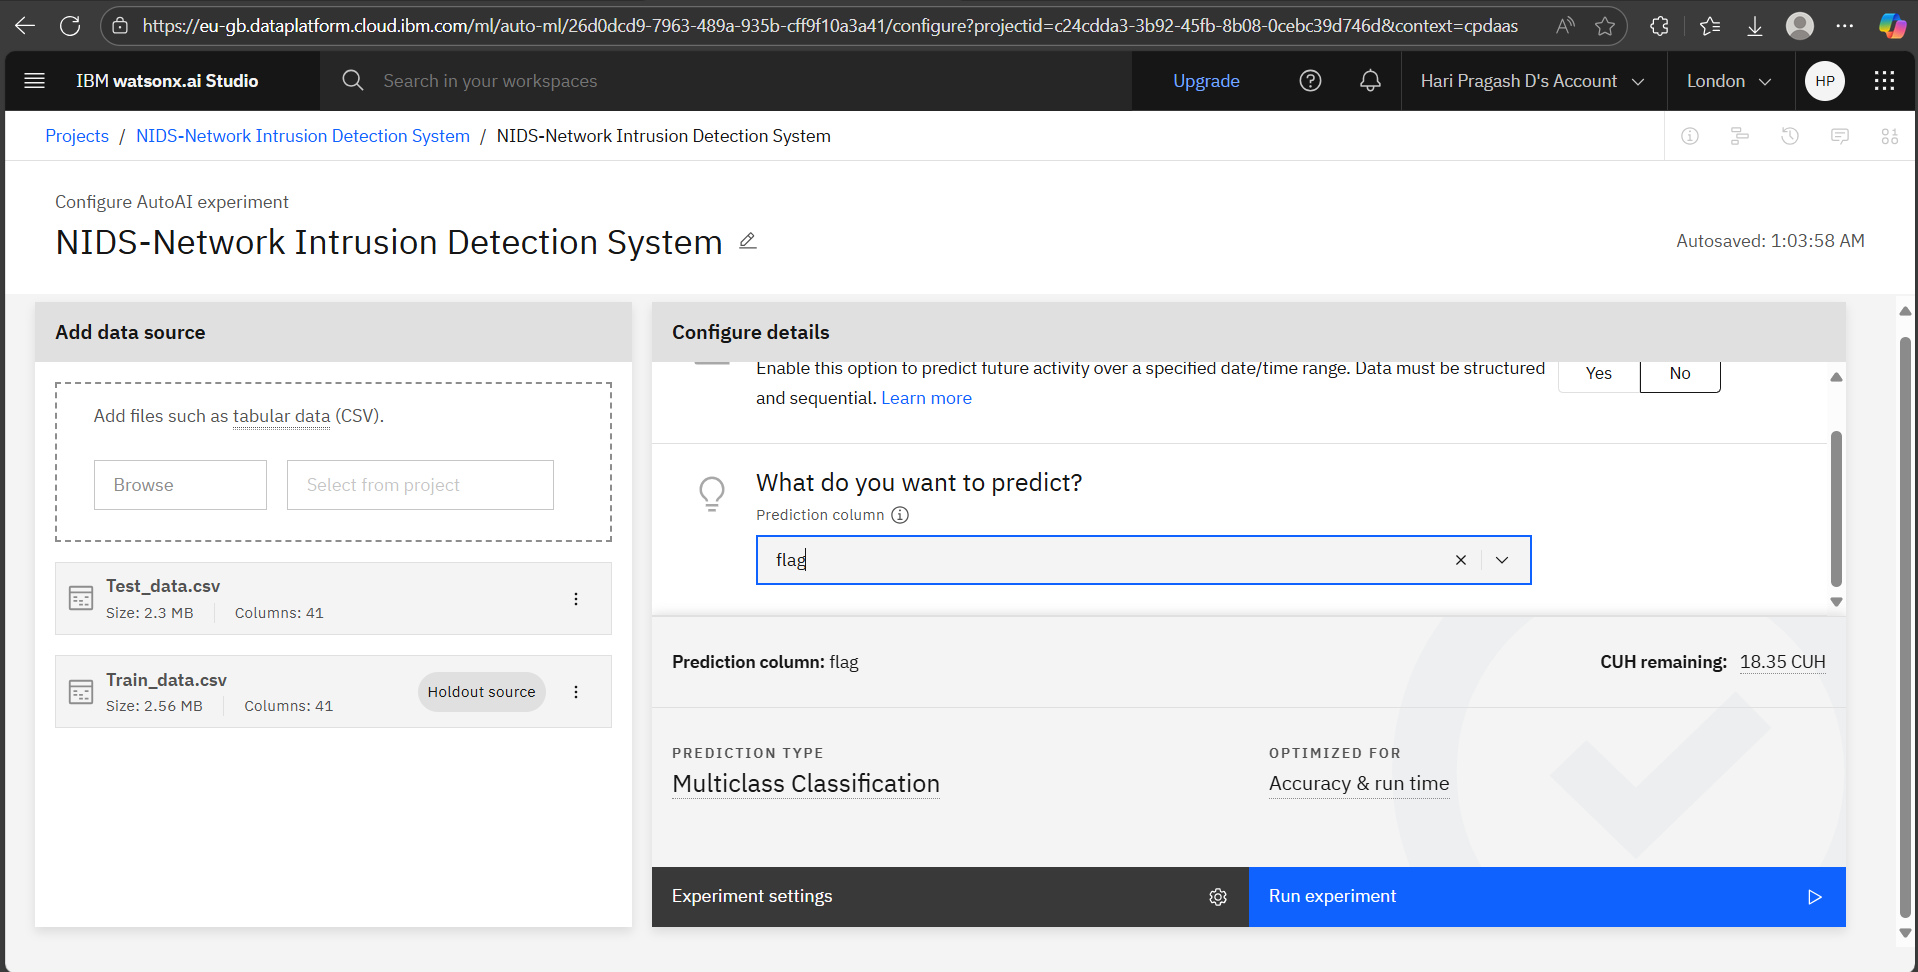 https://eu-gb.dataplatform.cloud.ibm.com/ml/auto-ml/26d0dcd9-7963-489a-935b-cff9f10a3a41/configure?projectid=c24cdda3-3b92-45fb-8b08-0cebc39d746d&context=cpdaas
IBM watsonx.ai Studio
Search in your workspaces
Upgrade
Hari Pragash D's Account
London
HP
Projects / NIDS-Network Intrusion Detection System / NIDS-Network Intrusion Detection System
Configure AutoAI experiment
NIDS-Network Intrusion Detection System
Autosaved: 1:03:58 AM
Add data source
Add files such as tabular data (CSV).
Browse
Select from project
Test_data.csv
Size: 2.3 MB Columns: 41
Train_data.csv
Size: 2.56 MB Columns: 41
Holdout source
Configure details
Enable this option to predict future activity over a specified date/time range. Data must be structured
and sequential. Learn more
Yes
No
What do you want to predict?
Prediction column
flag
Prediction column: flag
CUH remaining: 18.35 CUH
PREDICTION TYPE
Multiclass Classification
OPTIMIZED FOR
Accuracy & run time
Experiment settings
Run experiment